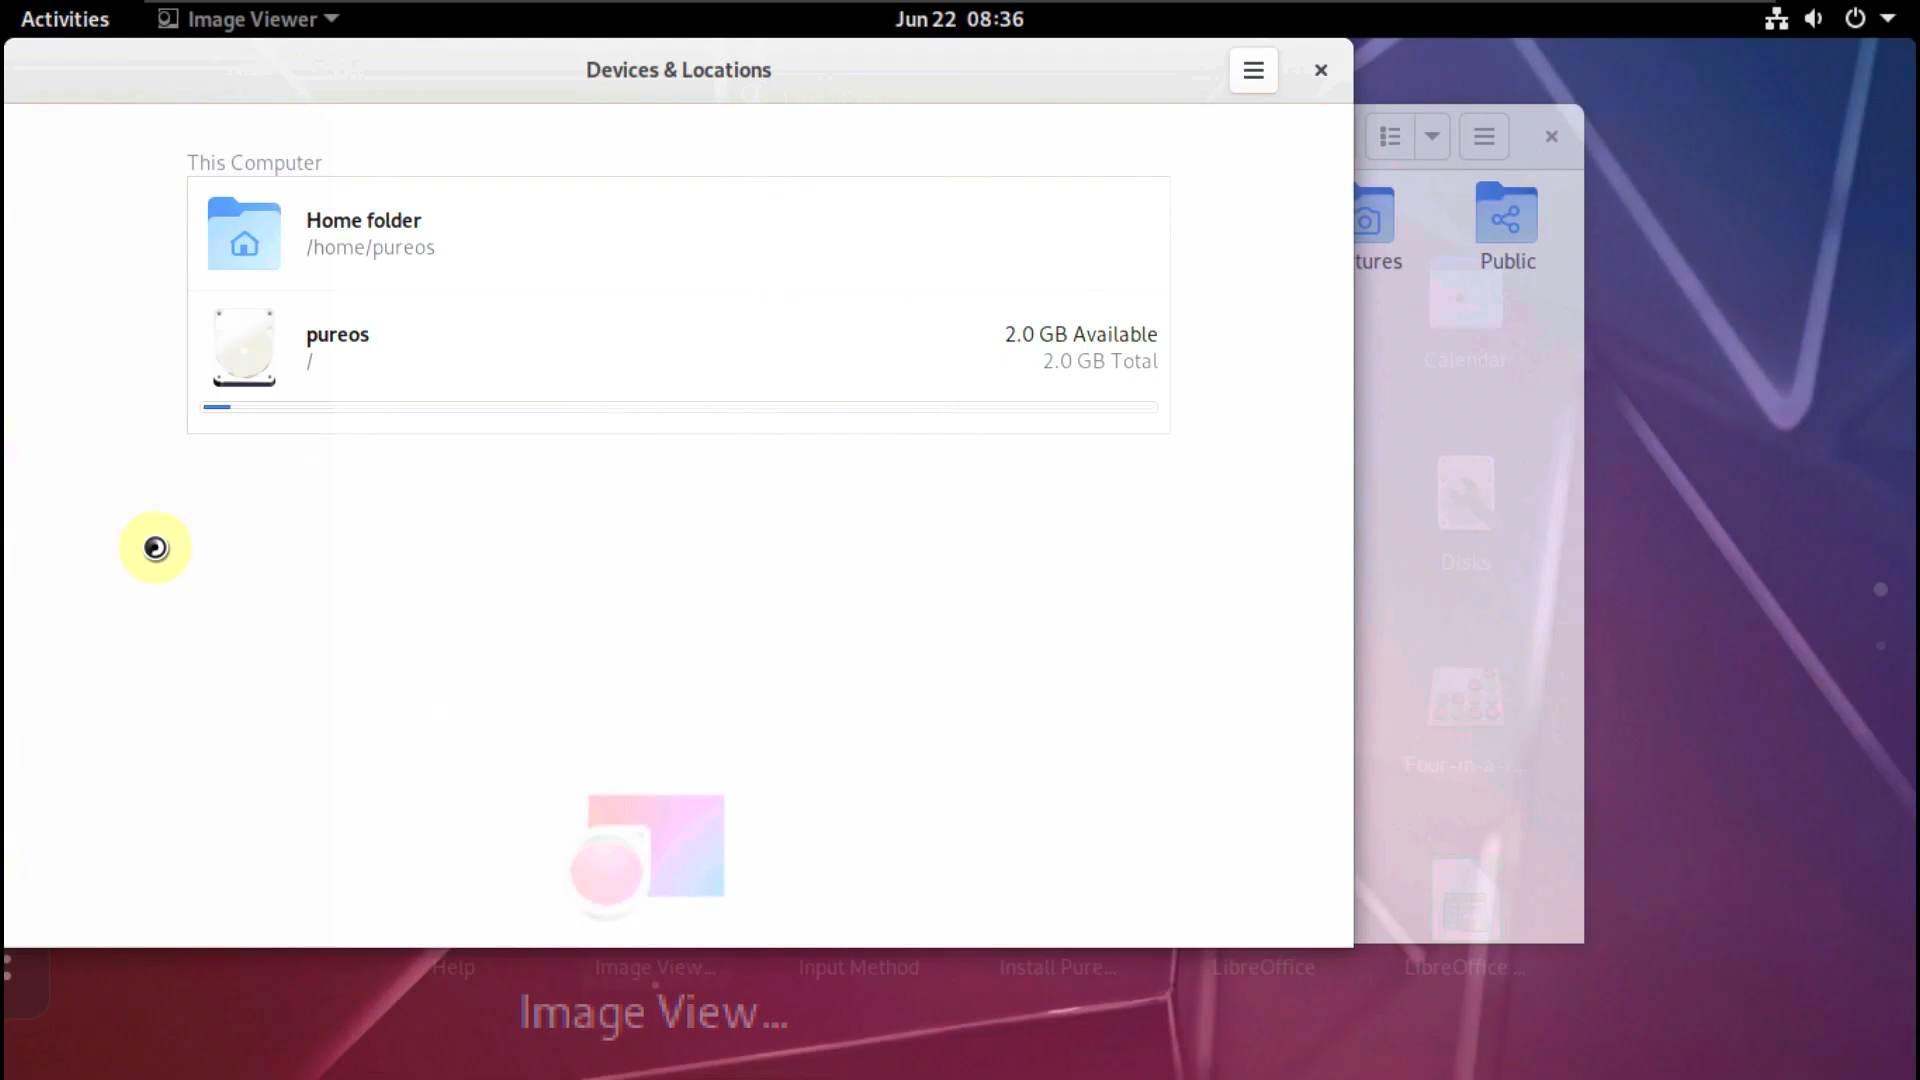 Activities
Image Viewer
Jun 22 08:36
Devices & Locations
This Computer
Home folder
/home/pureos
pureos
/
2.0 GB Available
2.0 GB Total
tures
Public
Calendar
Disks
Four-in-a-r...
Help
Image View...
Input Method
Install Pure...
LibreOffice
LibreOffice ...
Image View...